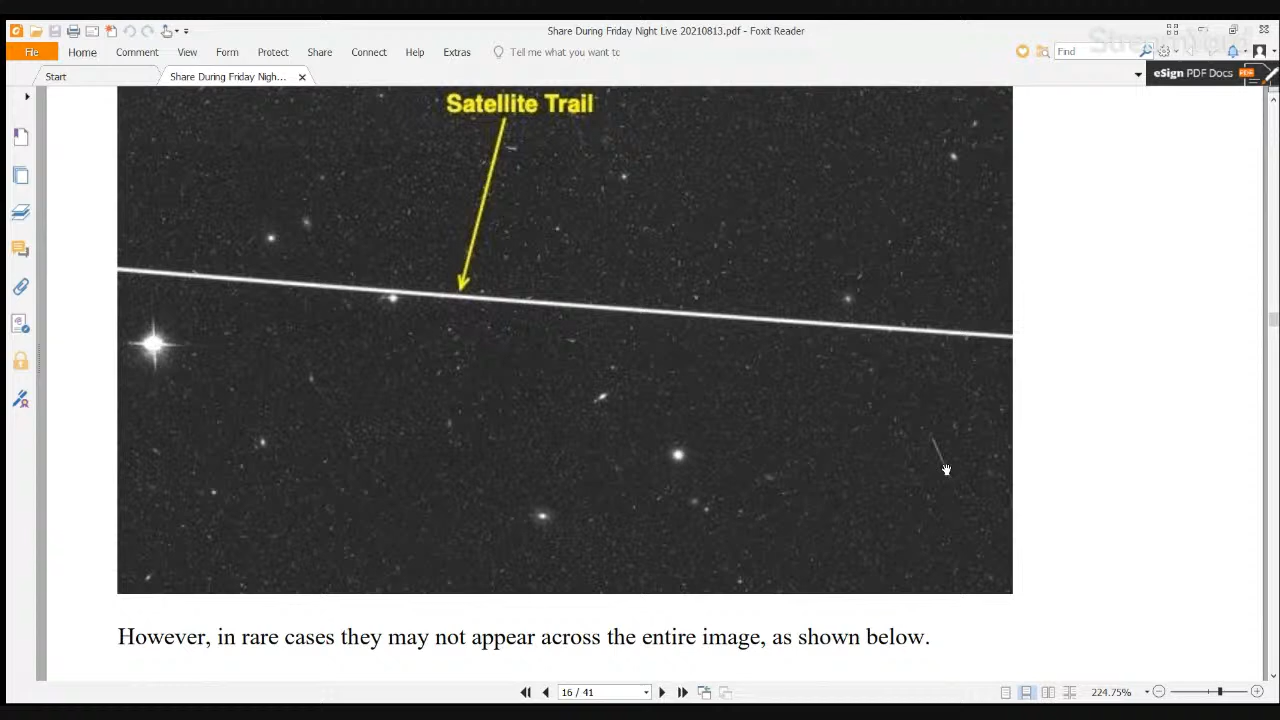 Share During Friday Night Live 20210813.pdf - Foxit Reader
File Home Comment View Form Protect Share Connect Help Extras Tell me what you want to Find
Start Share During Friday Nigh... eSign PDF Docs
Satellite Trail
However, in rare cases they may not appear across the entire image, as shown below.
16 / 41 224.75%